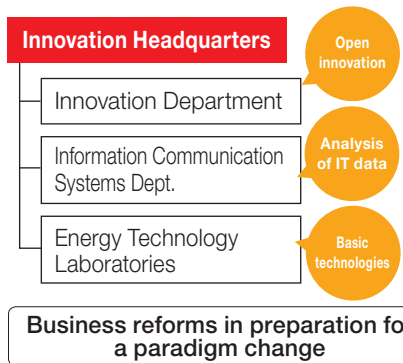 Innovation Headquarters
Open
innovation
Innovation Department
Information Communication
Systems Dept.
Analysis
of IT data
Energy Technology
Laboratories
Basic
technologies
Business reforms in preparation fo
a paradigm change